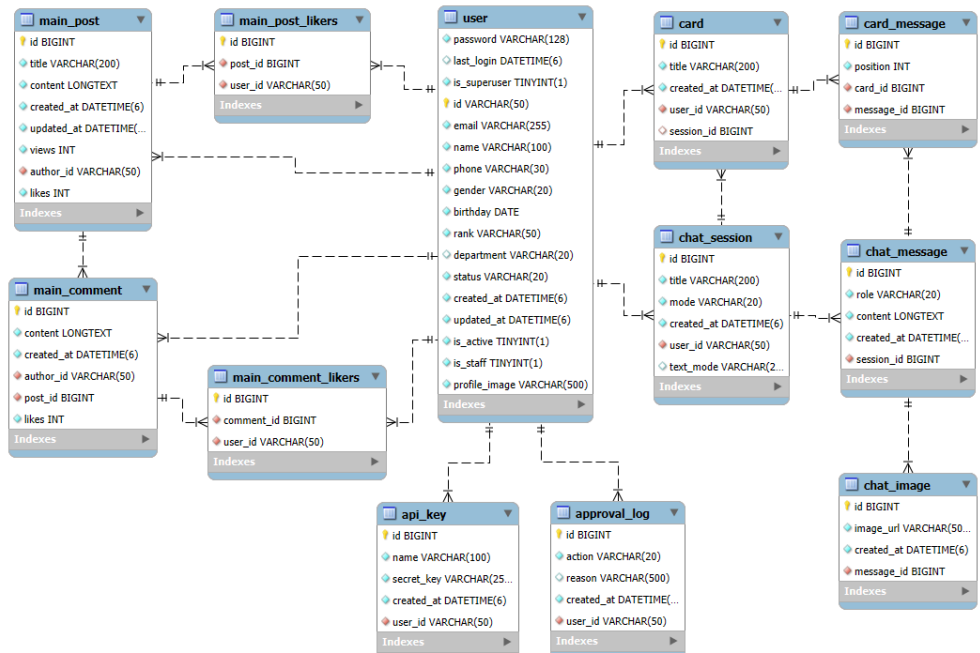 main_post
id BIGINT
title VARCHAR(200)
content LONGTEXT
created_at DATETIME(6)
updated_at DATETIME(...
views INT
author_id VARCHAR(50)
likes INT
Indexes
main_post_likers
id BIGINT
post_id BIGINT
user_id VARCHAR(50)
Indexes
user
password VARCHAR(128)
last_login DATETIME(6)
is_superuser TINYINT(1)
id VARCHAR(50)
email VARCHAR(255)
name VARCHAR(100)
phone VARCHAR(30)
gender VARCHAR(20)
birthday DATE
rank VARCHAR(50)
department VARCHAR(20)
status VARCHAR(20)
created_at DATETIME(6)
updated_at DATETIME(6)
is_active TINYINT(1)
is_staff TINYINT(1)
profile_image VARCHAR(500)
Indexes
card
id BIGINT
title VARCHAR(200)
created_at DATETIME(...
user_id VARCHAR(50)
session_id BIGINT
Indexes
card_message
id BIGINT
position INT
card_id BIGINT
message_id BIGINT
Indexes
main_comment
id BIGINT
content LONGTEXT
created_at DATETIME(6)
author_id VARCHAR(50)
post_id BIGINT
likes INT
Indexes
main_comment_likers
id BIGINT
comment_id BIGINT
user_id VARCHAR(50)
Indexes
chat_session
id BIGINT
title VARCHAR(200)
mode VARCHAR(20)
created_at DATETIME(6)
user_id VARCHAR(50)
text_mode VARCHAR(2...
Indexes
chat_message
id BIGINT
role VARCHAR(20)
content LONGTEXT
created_at DATETIME(...
session_id BIGINT
Indexes
api_key
id BIGINT
name VARCHAR(100)
secret_key VARCHAR(25...
created_at DATETIME(6)
user_id VARCHAR(50)
Indexes
approval_log
id BIGINT
action VARCHAR(20)
reason VARCHAR(500)
created_at DATETIME(...
user_id VARCHAR(50)
Indexes
chat_image
id BIGINT
image_url VARCHAR(50...
created_at DATETIME(6)
message_id BIGINT
Indexes